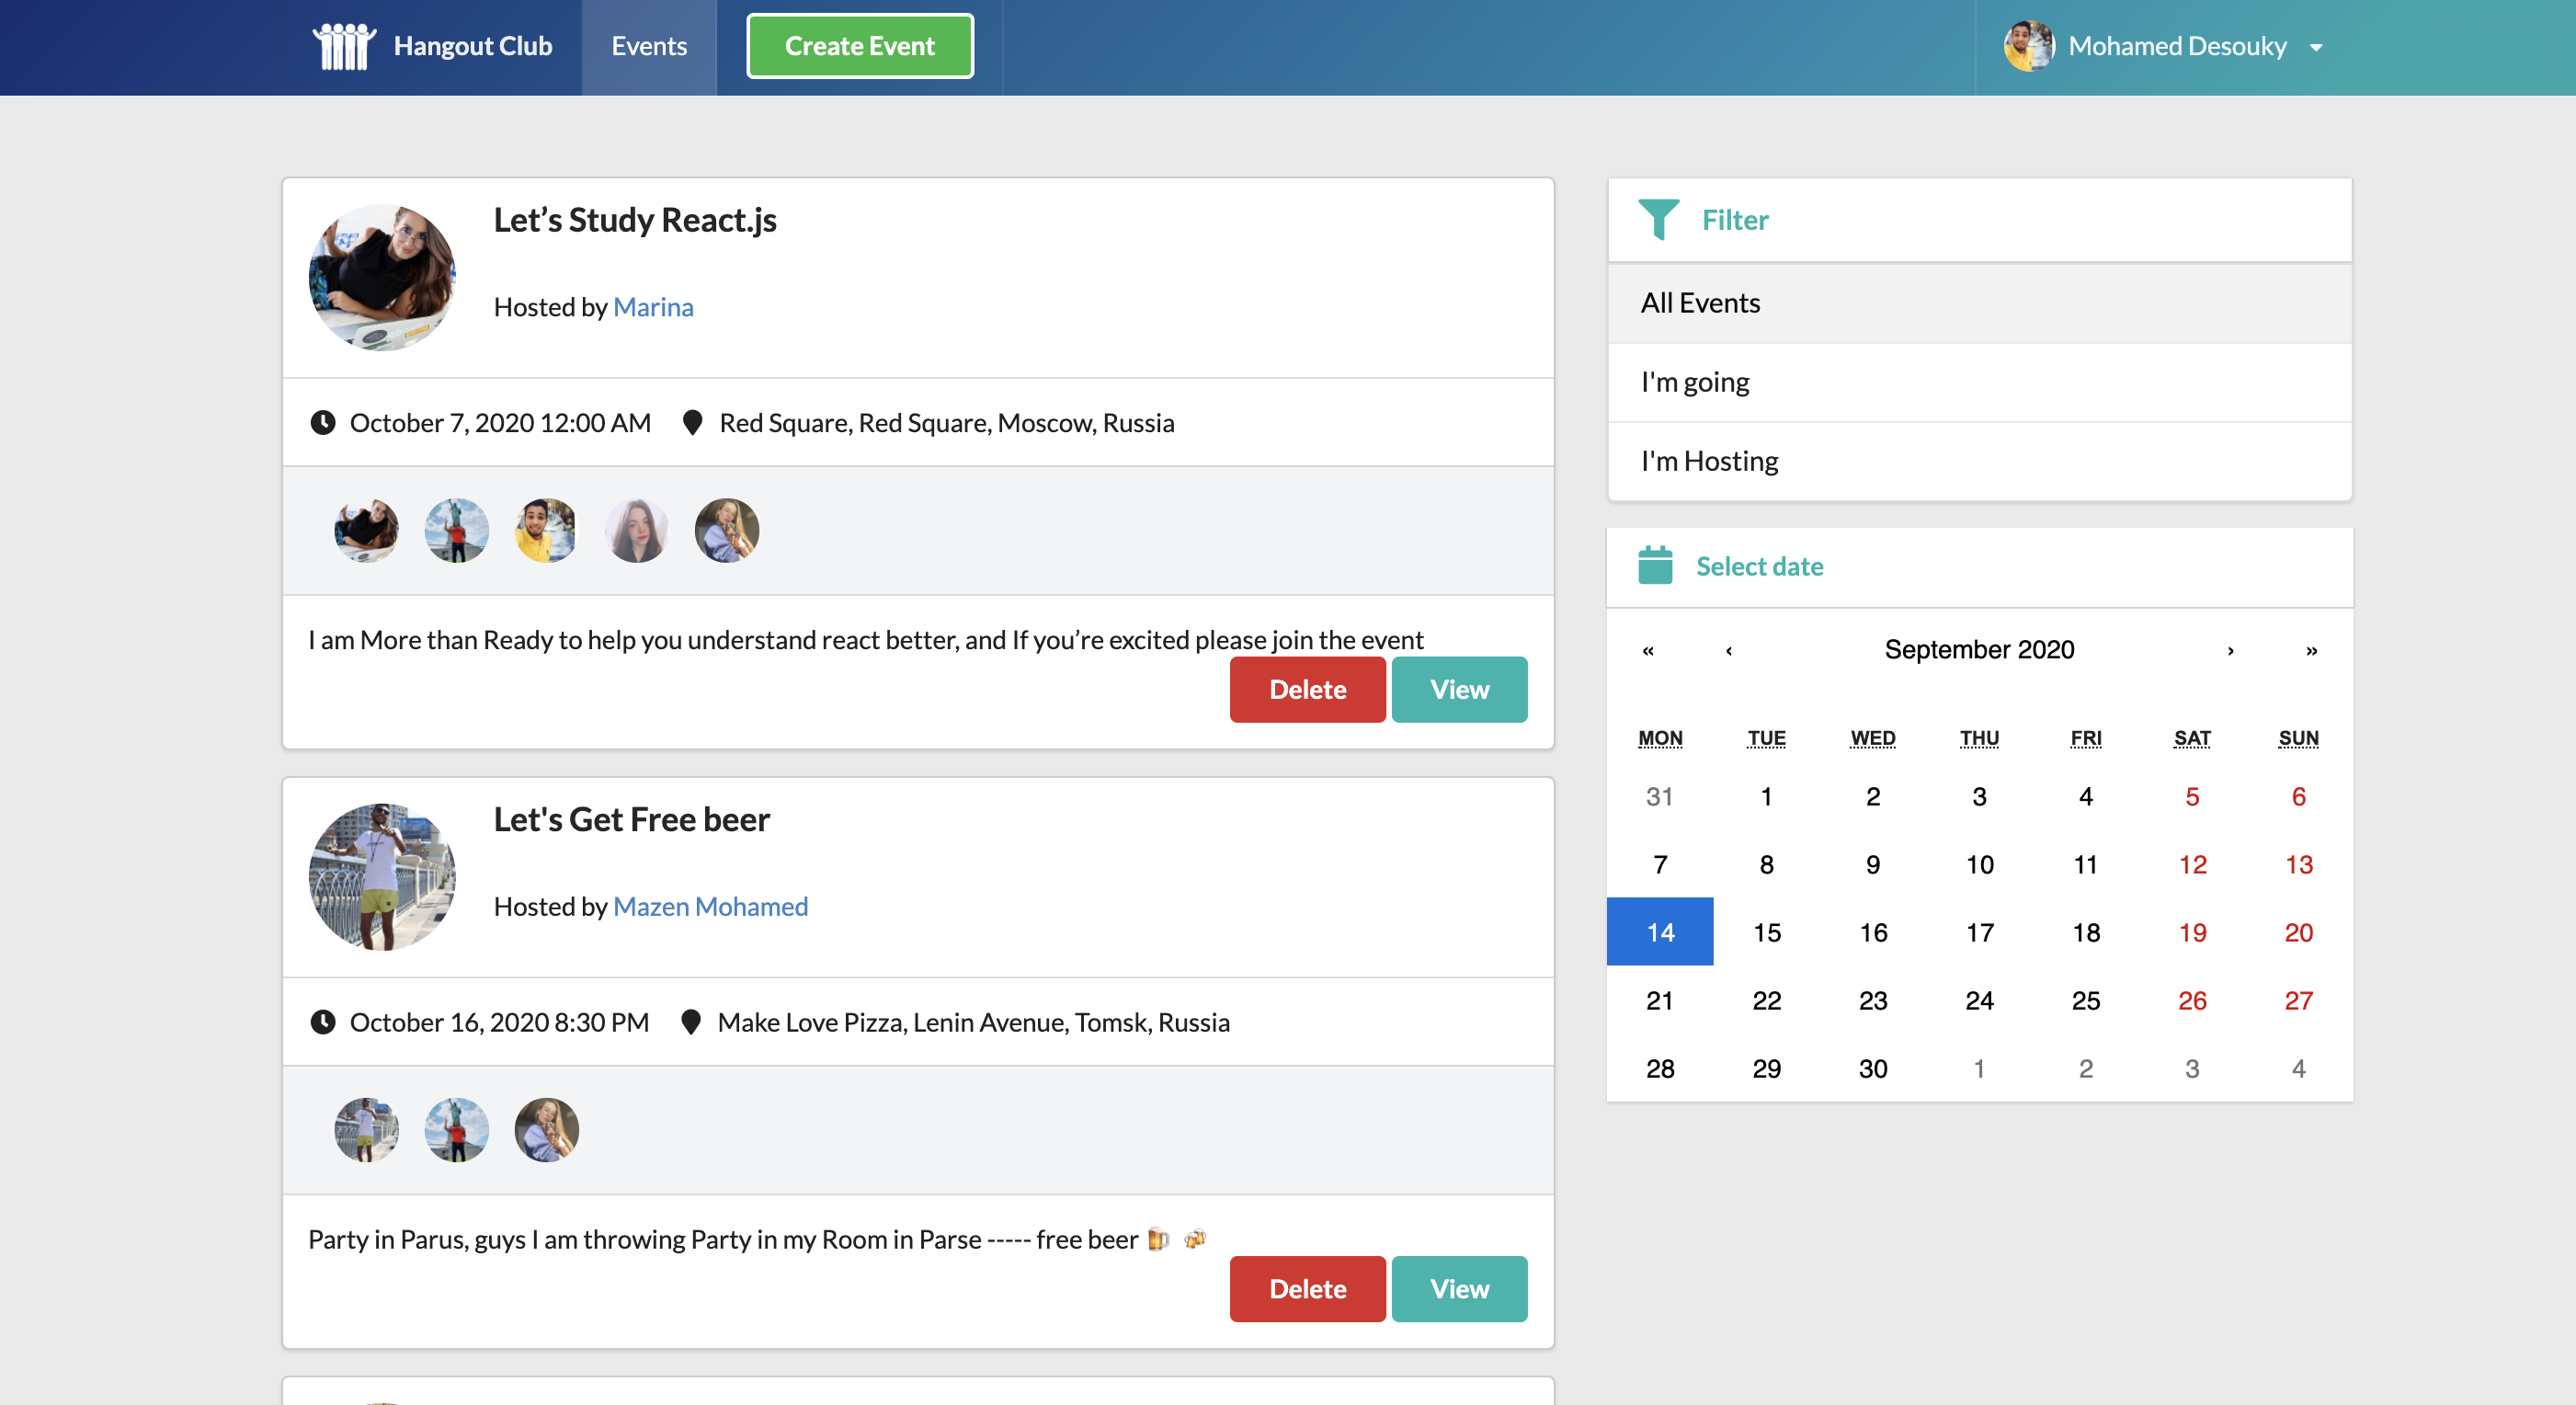 Hangout Club Events Create Event Mohamed Desouky
Let’s Study React.js
Hosted by Marina
October 7, 2020 12:00 AM Red Square, Red Square, Moscow, Russia
I am More than Ready to help you understand react better, and If you’re excited please join the event
Delete View
Let's Get Free beer
Hosted by Mazen Mohamed
October 16, 2020 8:30 PM Make Love Pizza, Lenin Avenue, Tomsk, Russia
Party in Parus, guys I am throwing Party in my Room in Parse ----- free beer 🍺 🍻
Delete View
Filter
All Events
I'm going
I'm Hosting
Select date
« ‹ September 2020 › »
MON TUE WED THU FRI SAT SUN
31 1 2 3 4 5 6
7 8 9 10 11 12 13
14 15 16 17 18 19 20
21 22 23 24 25 26 27
28 29 30 1 2 3 4